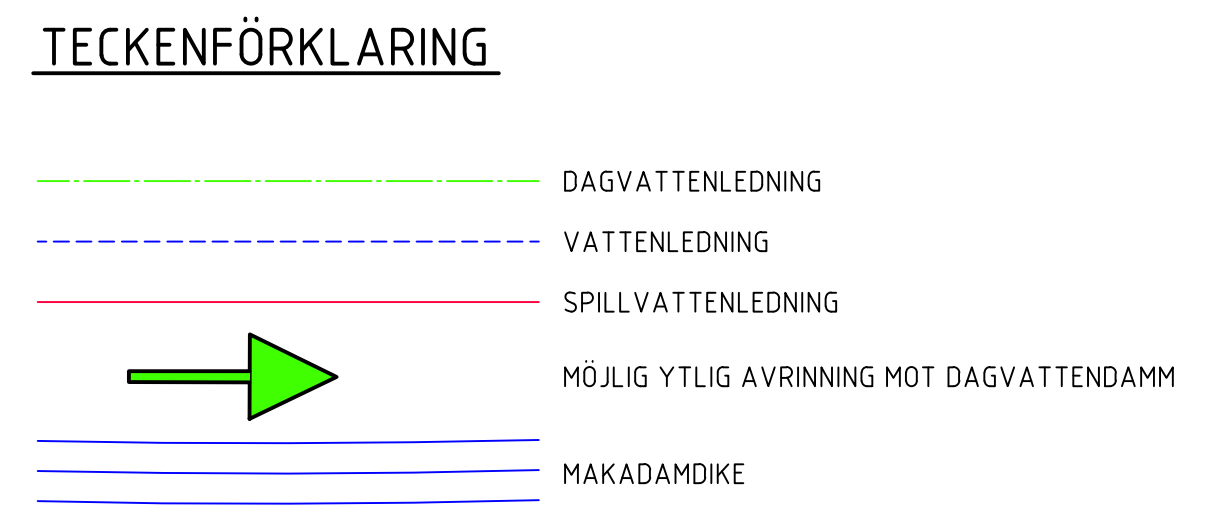 TECKENFÖRKLARING
DAGVATTENLEDNING
VATTENLEDNING
SPILLVATTENLEDNING
MÖJLIG YTLIG AVRINNING MOT DAGVATTENDAMM
MAKADAMDIKE